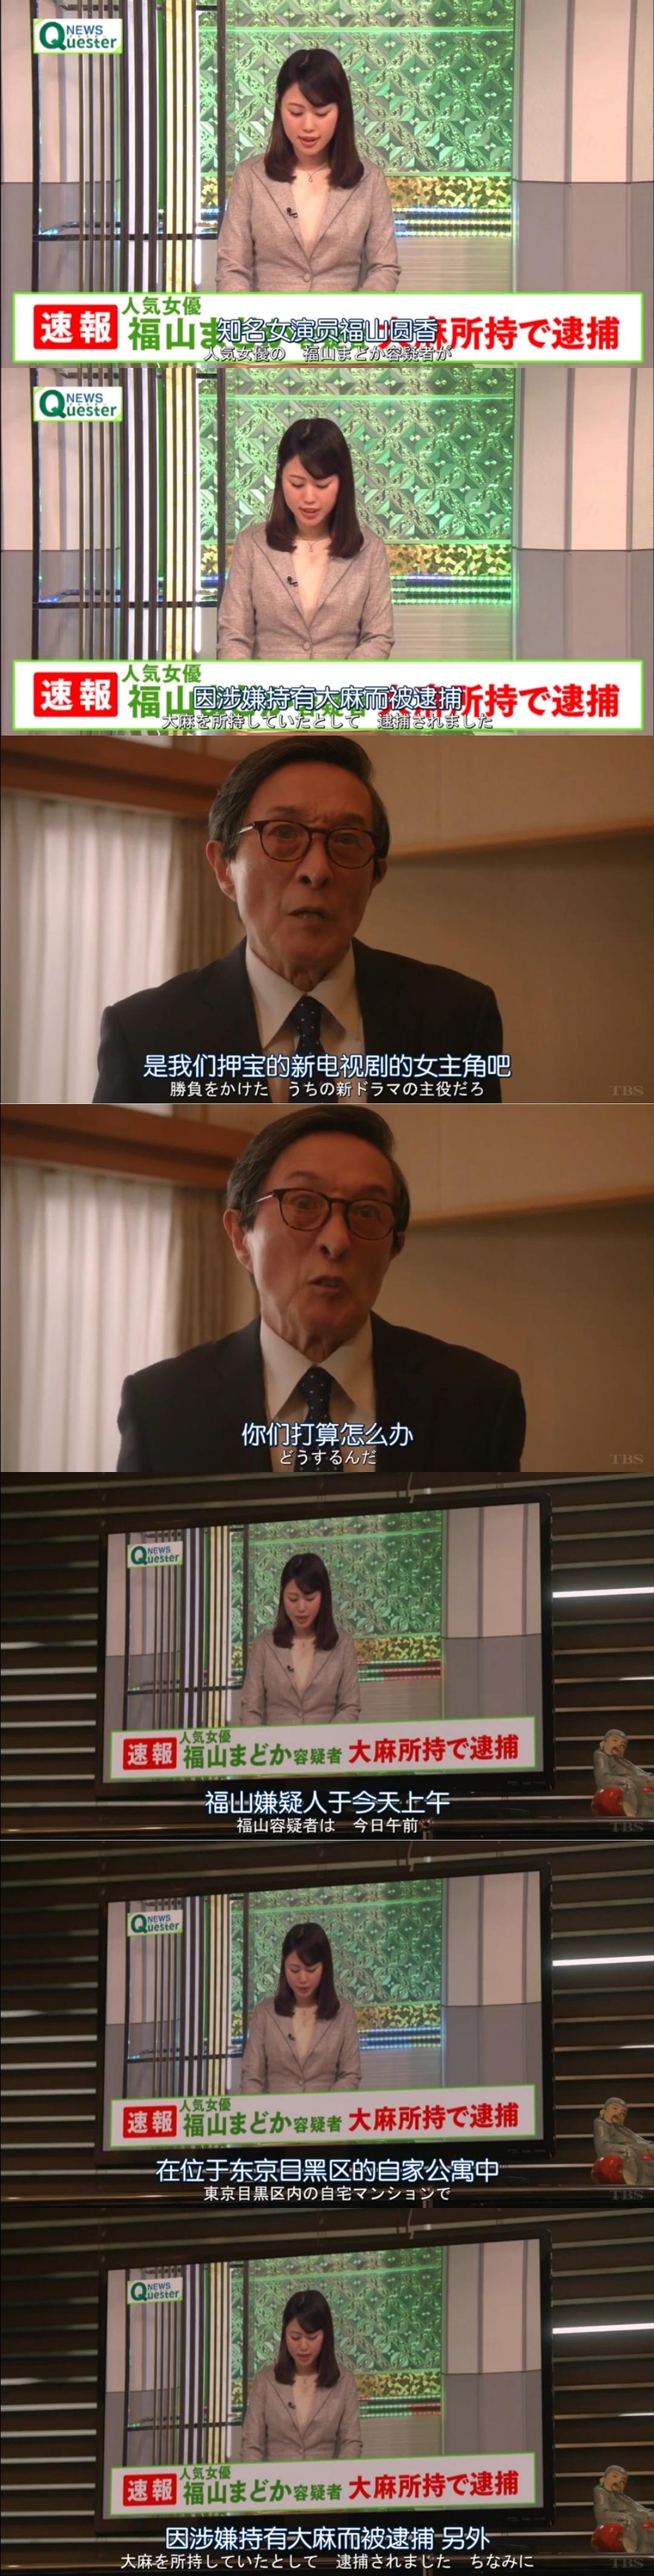 NEWS
Quester
速報
人気女優
福山ま
大麻所持で逮捕
知名女演员福山圆香
人気女優の　福山まどか容疑者が
NEWS
Quester
速報
人気女優
福山
所持で逮捕
因涉嫌持有大麻而被逮捕
大麻を所持していたとして　逮捕されました
是我们押宝的新电视剧的女主角吧
勝負をかけた　うちの新ドラマの主役だろ
TBS
你们打算怎么办
どうするんだ
TBS
NEWS
Quester
人気女優
速報 福山まどか容疑者 大麻所持で逮捕
福山嫌疑人于今天上午
福山容疑者は　今日午前
TBS
NEWS
Quester
人気女優
速報 福山まどか容疑者 大麻所持で逮捕
在位于东京目黑区的自家公寓中
東京目黒区内の自宅マンションで
TBS
NEWS
Quester
人気女優
速報 福山まどか容疑者 大麻所持で逮捕
因涉嫌持有大麻而被逮捕 另外
大麻を所持していたとして　逮捕されました　ちなみに